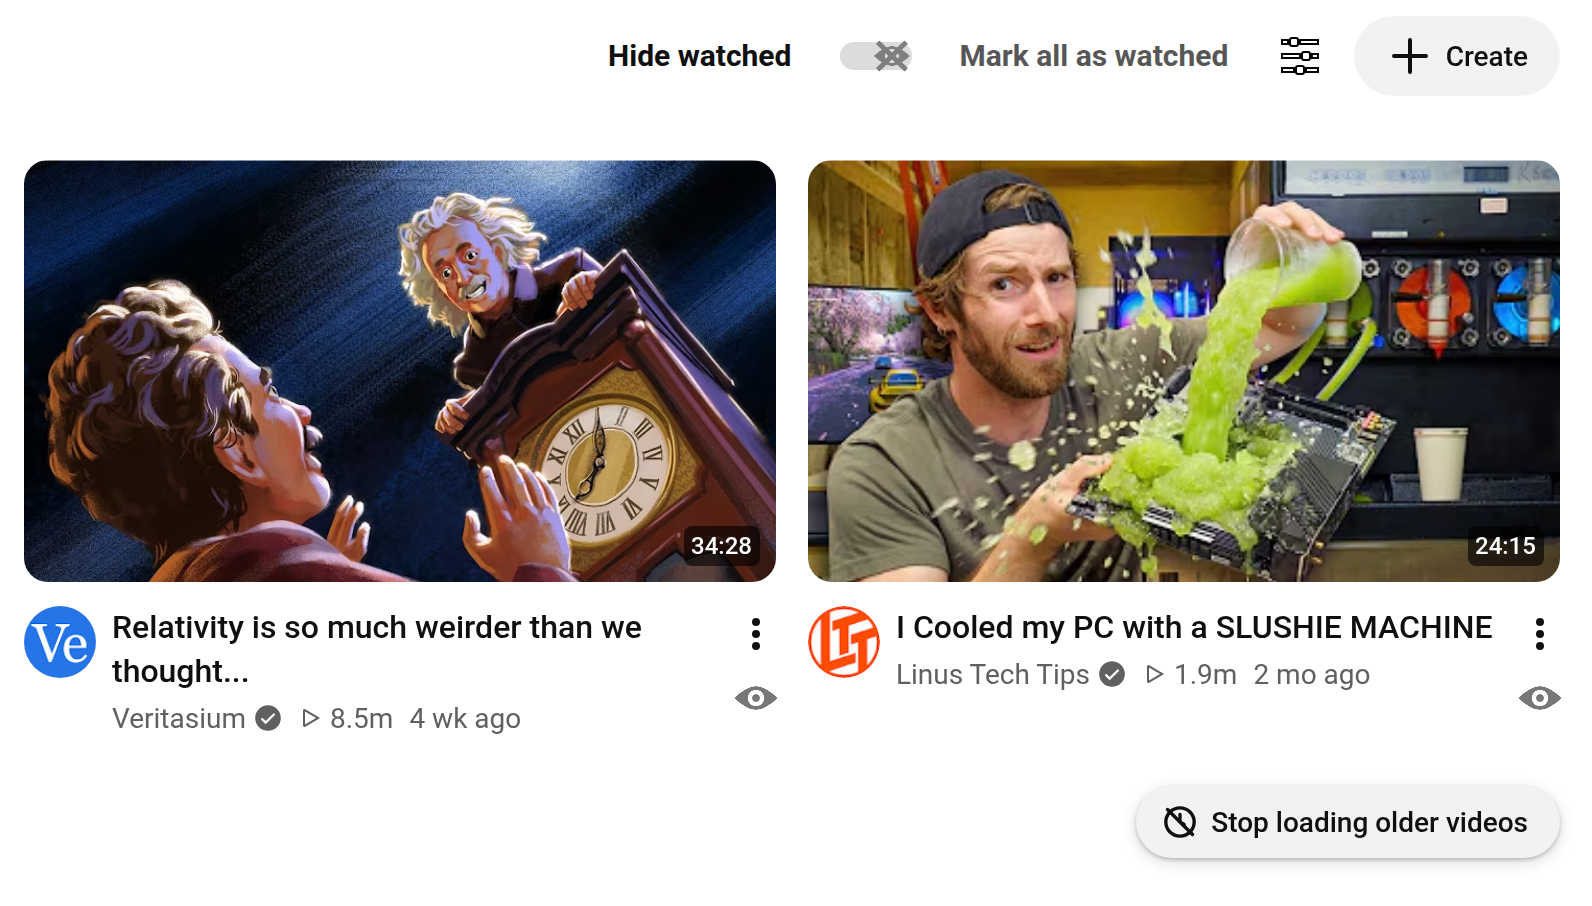 Hide watched
Mark all as watched
Create
34:28
24:15
Ve
Relativity is so much weirder than we
thought...
Veritasium 8.5m 4 wk ago
LTT
I Cooled my PC with a SLUSHIE MACHINE
Linus Tech Tips 1.9m 2 mo ago
Stop loading older videos